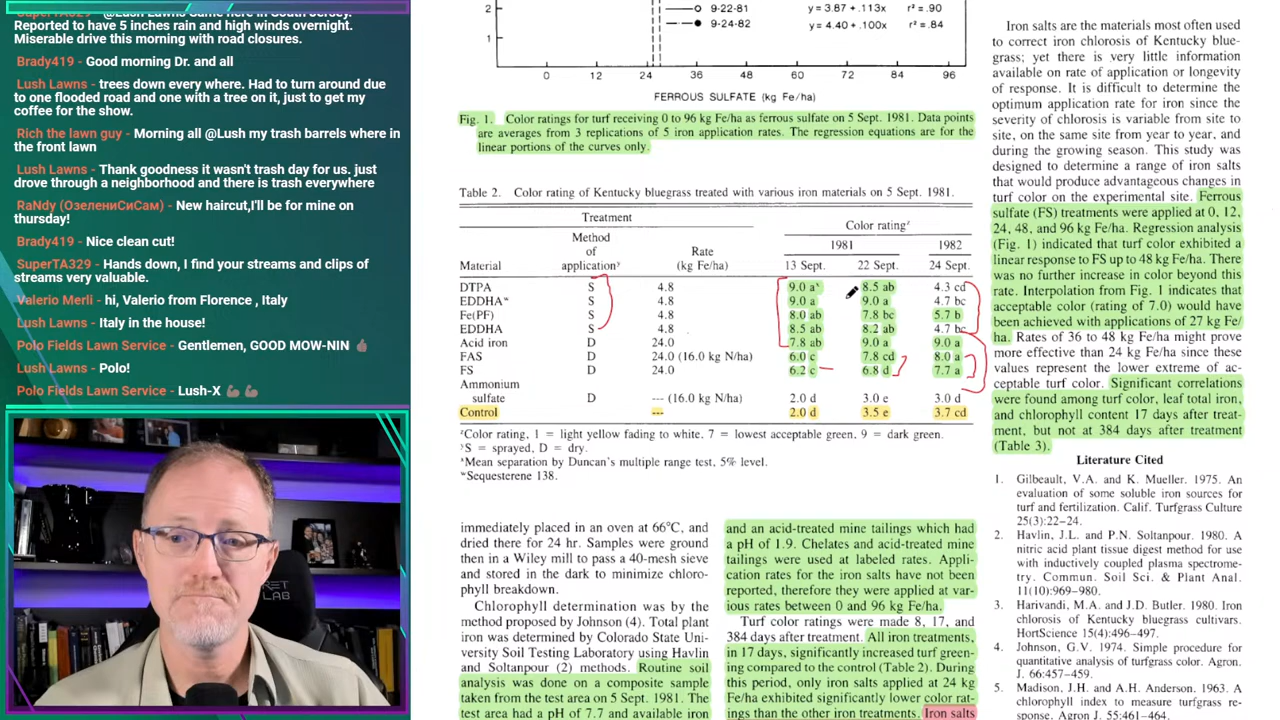 SuperTA329 - @Lush Lawns Same here in South Jersey.
Reported to have 5 inches rain and high winds overnight.
Miserable drive this morning with road closures.
Brady419 - Good morning Dr. and all
Lush Lawns - trees down every where. Had to turn around due
to one flooded road and one with a tree on it, just to get my
coffee for the show.
Rich the lawn guy - Morning all @Lush my trash barrels where in
the front lawn
Lush Lawns - Thank goodness it wasn't trash day for us. just
drove through a neighborhood and there is trash everywhere
RaNdy (ОзелениСиСам) - New haircut,I'll be for mine on
thursday!
Brady419 - Nice clean cut!
SuperTA329 - Hands down, I find your streams and clips of
streams very valuable.
Valerio Merli - hi, Valerio from Florence , Italy
Lush Lawns - Italy in the house!
Polo Fields Lawn Service - Gentlemen, GOOD MOW-NIN 👍🏽
Lush Lawns - Polo!
Polo Fields Lawn Service - Lush-X 💪🏽 💪🏽
2
1
9-22-81 y = 3.87 + .113x r² = .90
9-24-82 y = 4.40 + .100x r² = .84
0 12 24 36 48 60 72 84 96
FERROUS SULFATE (kg Fe/ha)
Fig. 1. Color ratings for turf receiving 0 to 96 kg Fe/ha as ferrous sulfate on 5 Sept. 1981. Data points
are averages from 3 replications of 5 iron application rates. The regression equations are for the
linear portions of the curves only.
Table 2. Color rating of Kentucky bluegrass treated with various iron materials on 5 Sept. 1981.
Treatment
Color ratingᶻ
Method
of Rate 1981 1982
Material applicationʸ (kg Fe/ha) 13 Sept. 22 Sept. 24 Sept.
DTPA S 4.8 9.0 aˣ 8.5 ab 4.3 cd
EDDHAʷ S 4.8 9.0 a 9.0 a 4.7 bc
Fe(PF) S 4.8 8.0 ab 7.8 bc 5.7 b
EDDHA S 4.8 8.5 ab 8.2 ab 4.7 bc
Acid iron D 24.0 7.8 ab 9.0 a 9.0 a
FAS D 24.0 (16.0 kg N/ha) 6.0 c 7.8 cd 8.0 a
FS D 24.0 6.2 c 6.8 d 7.7 a
Ammonium
sulfate D --- (16.0 kg N/ha) 2.0 d 3.0 e 3.0 d
Control --- 2.0 d 3.5 e 3.7 cd
ᶻColor rating, 1 = light yellow fading to white, 7 = lowest acceptable green, 9 = dark green.
ʸS = sprayed, D = dry.
ˣMean separation by Duncan's multiple range test, 5% level.
ʷSequesterene 138.
immediately placed in an oven at 66°C, and
dried there for 24 hr. Samples were ground
then in a Wiley mill to pass a 40-mesh sieve
and stored in the dark to minimize chloro-
phyll breakdown.
Chlorophyll determination was by the
method proposed by Johnson (4). Total plant
iron was determined by Colorado State Uni-
versity Soil Testing Laboratory using Havlin
and Soltanpour (2) methods. Routine soil
analysis was done on a composite sample
taken from the test area on 5 Sept. 1981. The
test area had a pH of 7.7 and available iron
and an acid-treated mine tailings which had
a pH of 1.9. Chelates and acid-treated mine
tailings were used at labeled rates. Appli-
cation rates for the iron salts have not been
reported, therefore they were applied at var-
ious rates between 0 and 96 kg Fe/ha.
Turf color ratings were made 8, 17, and
384 days after treatment. All iron treatments,
in 17 days, significantly increased turf green-
ing compared to the control (Table 2). During
this period, only iron salts applied at 24 kg
Fe/ha exhibited significantly lower color rat-
ings than the other iron treatments. Iron salts
Iron salts are the materials most often used
to correct iron chlorosis of Kentucky blue-
grass; yet there is very little information
available on rate of application or longevity
of response. It is difficult to determine the
optimum application rate for iron since the
severity of chlorosis is variable from site to
site, on the same site from year to year, and
during the growing season. This study was
designed to determine a range of iron salts
that would produce advantageous changes in
turf color on the experimental site. Ferrous
sulfate (FS) treatments were applied at 0, 12,
24, 48, and 96 kg Fe/ha. Regression analysis
(Fig. 1) indicated that turf color exhibited a
linear response to FS up to 48 kg Fe/ha. There
was no further increase in color beyond this
rate. Interpolation from Fig. 1 indicates that
acceptable color (rating of 7.0) would have
been achieved with applications of 27 kg Fe/
ha. Rates of 36 to 48 kg Fe/ha might prove
more effective than 24 kg Fe/ha since these
values represent the lower extreme of ac-
ceptable turf color. Significant correlations
were found among turf color, leaf total iron,
and chlorophyll content 17 days after treat-
ment, but not at 384 days after treatment
(Table 3).
Literature Cited
1. Gilbeault, V.A. and K. Mueller. 1975. An
evaluation of some soluble iron sources for
turf and fertilization. Calif. Turfgrass Culture
25(3):22–24.
2. Havlin, J.L. and P.N. Soltanpour. 1980. A
nitric acid plant tissue digest method for use
with inductively coupled plasma spectrome-
try. Commun. Soil Sci. & Plant Anal.
11(10):969–980.
3. Harivandi, M.A. and J.D. Butler. 1980. Iron
chlorosis of Kentucky bluegrass cultivars.
HortScience 15(4):496–497.
4. Johnson, G.V. 1974. Simple procedure for
quantitative analysis of turfgrass color. Agron.
J. 66:457–459.
5. Madison, J.H. and A.H. Anderson. 1963. A
chlorophyll index to measure turfgrass re-
sponse. Agron J. 55:461–464.